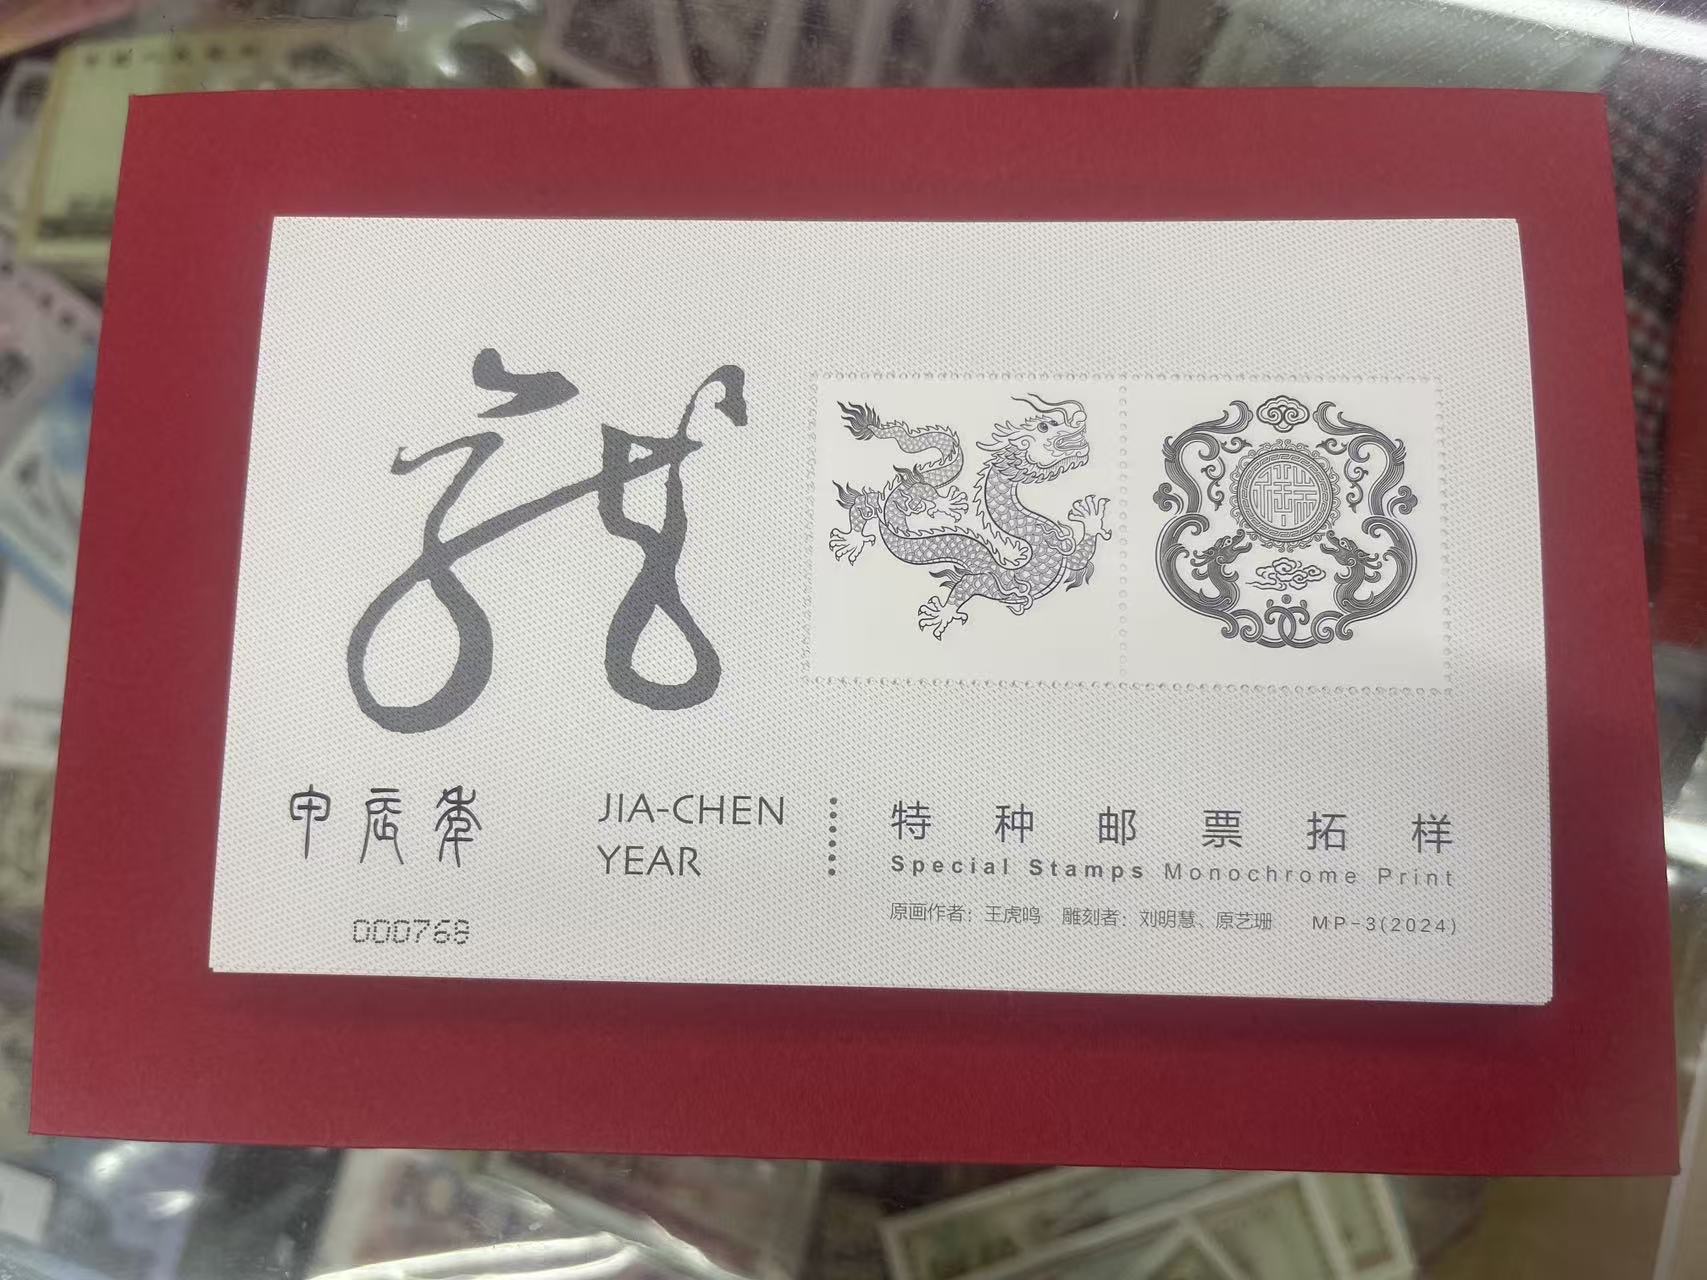 龙
甲辰年
JIA-CHEN
YEAR
000768
特种邮票拓样
Special Stamps Monochrome Print
原画作者：王虎鸣 雕刻者：刘明慧、原艺珊 MP-3(2024)